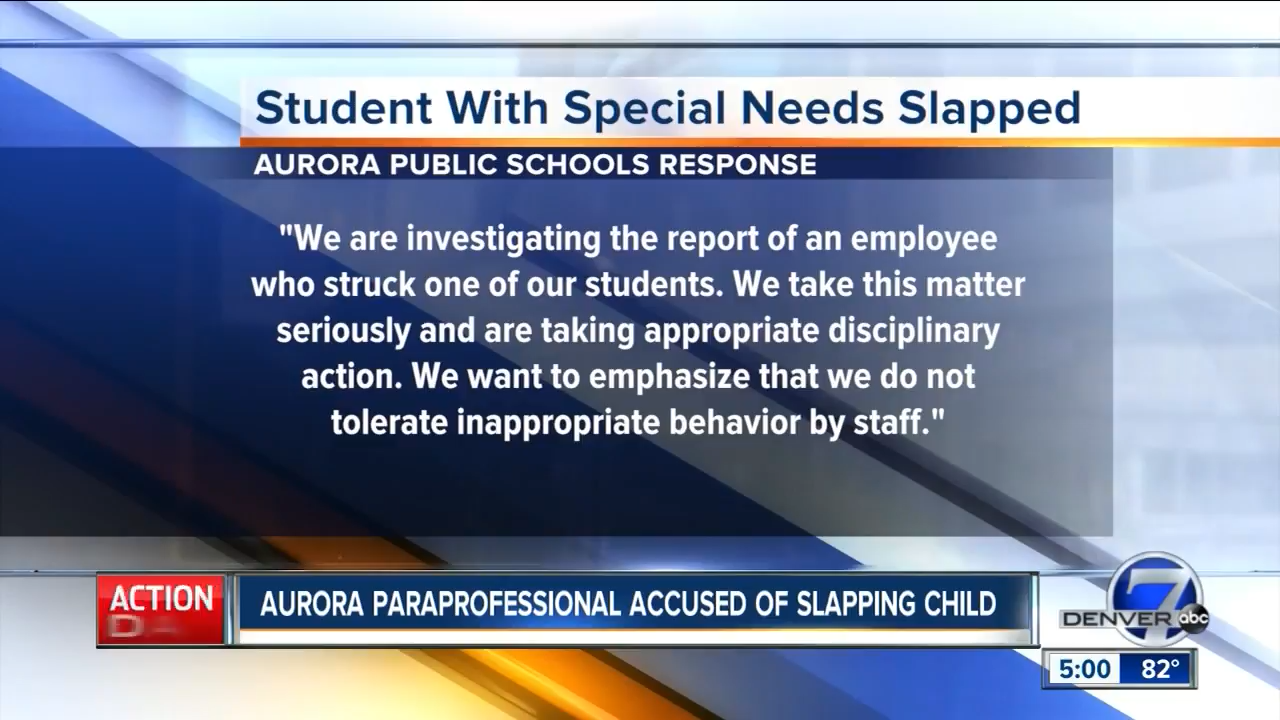 Student With Special Needs Slapped
AURORA PUBLIC SCHOOLS RESPONSE
"We are investigating the report of an employee
who struck one of our students. We take this matter
seriously and are taking appropriate disciplinary
action. We want to emphasize that we do not
tolerate inappropriate behavior by staff."
ACTION
AURORA PARAPROFESSIONAL ACCUSED OF SLAPPING CHILD
DENVER 7 abc
5:00 82°